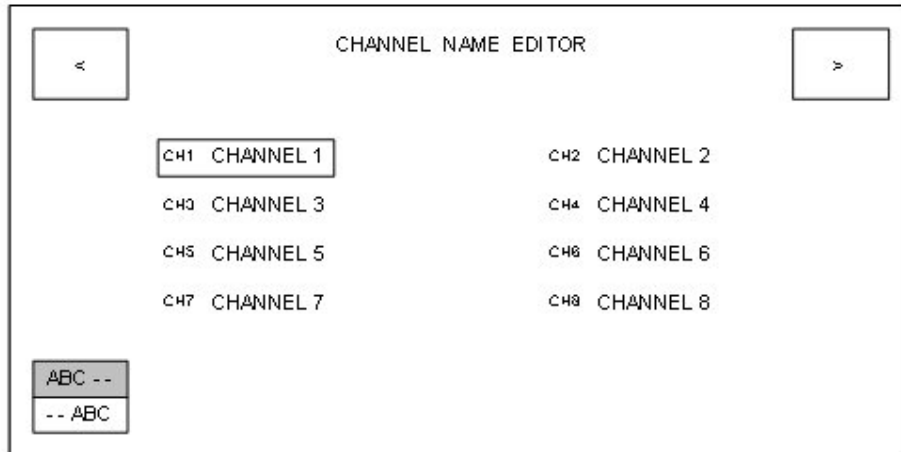 < CHANNEL NAME EDITOR >
CH1 CHANNEL 1 CH2 CHANNEL 2
CH3 CHANNEL 3 CH4 CHANNEL 4
CH5 CHANNEL 5 CH6 CHANNEL 6
CH7 CHANNEL 7 CH8 CHANNEL 8
ABC --
-- ABC